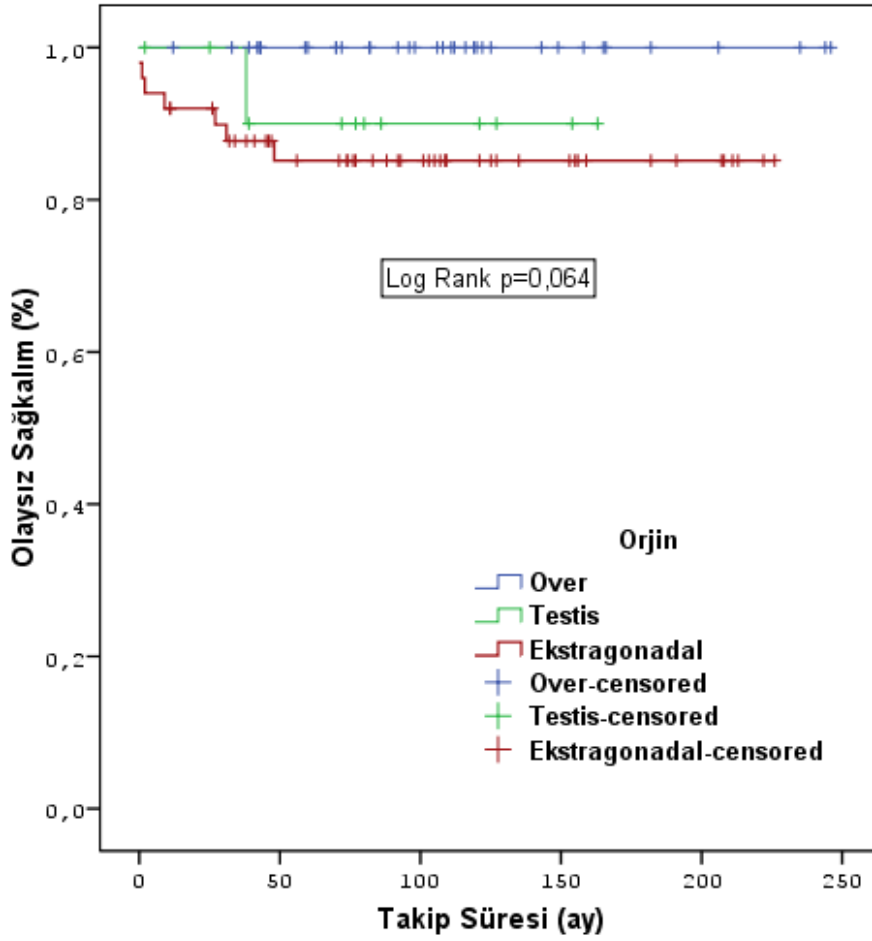 1,0
0,8
0,6
0,4
0,2
0,0
Olaysız Sağkalım (%)
Log Rank p=0,064
Orjin
Over
Testis
Ekstragonadal
Over-censored
Testis-censored
Ekstragonadal-censored
0 50 100 150 200 250
Takip Süresi (ay)